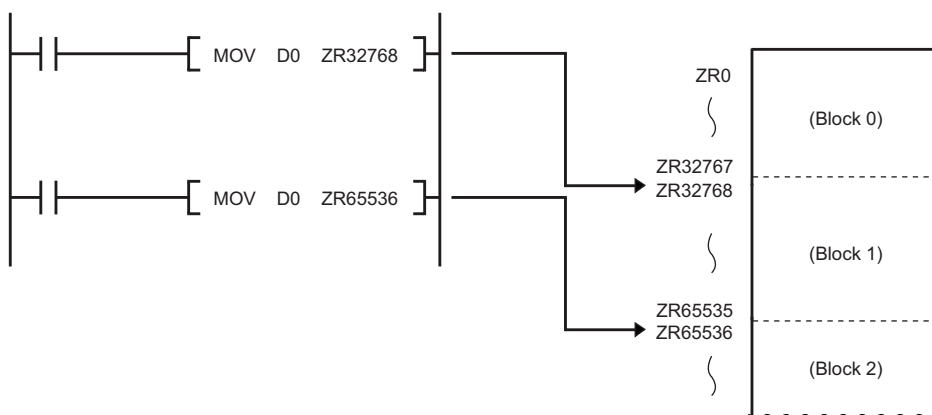 MOV D0 ZR32768
MOV D0 ZR65536
ZR0
(Block 0)
ZR32767
ZR32768
(Block 1)
ZR65535
ZR65536
(Block 2)